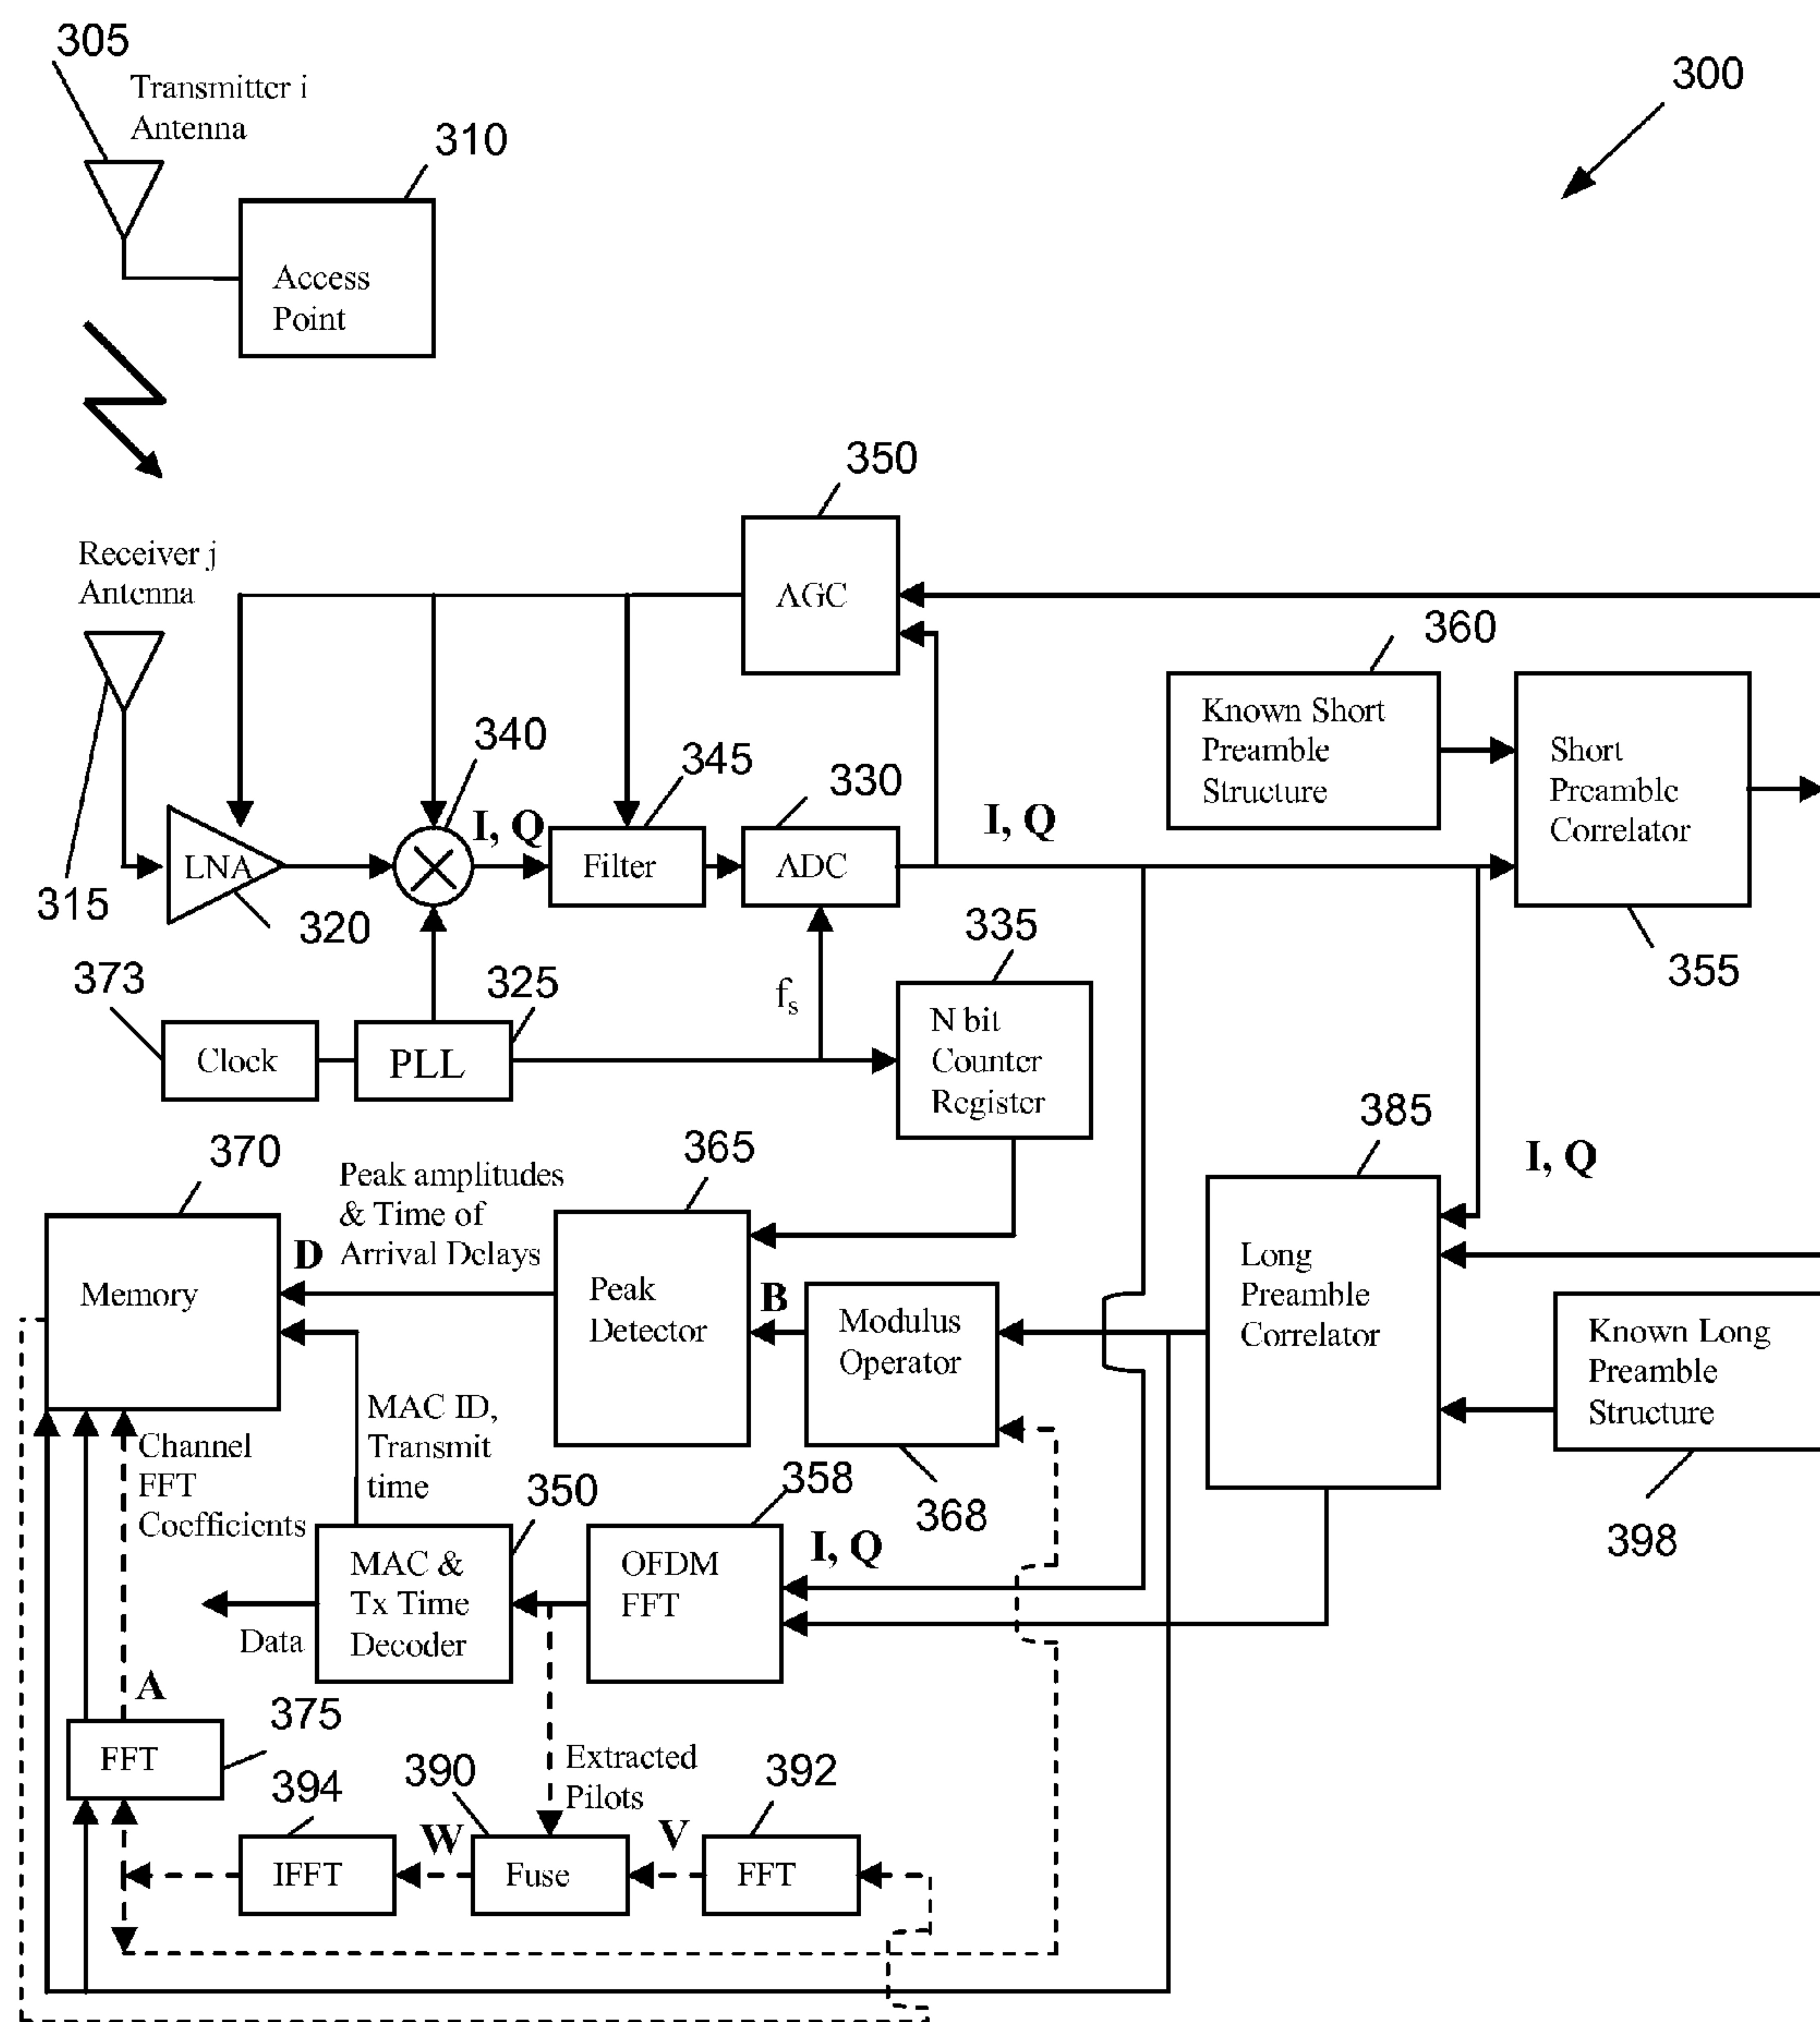 305
Transmitter i
Antenna
300
310
Access
Point
350
Receiver j
Antenna
AGC
360
Known Short
Preamble
Structure
Short
Preamble
Correlator
340
345
330
I, Q
I, Q
LNA
Filter
ADC
315
320
335
355
373
325
fs
N bit
Counter
Register
Clock
PLL
385
370
365
I, Q
Peak amplitudes
& Time of
Arrival Delays
D
Memory
Peak
Detector
B
Modulus
Operator
Long
Preamble
Correlator
Known Long
Preamble
Structure
MAC ID,
Transmit
time
Channel
FFT
Coefficients
350
358
368
398
MAC &
Tx Time
Decoder
OFDM
FFT
I, Q
Data
A
375
FFT
Extracted
Pilots
394
390
392
W
V
IFFT
Fuse
FFT